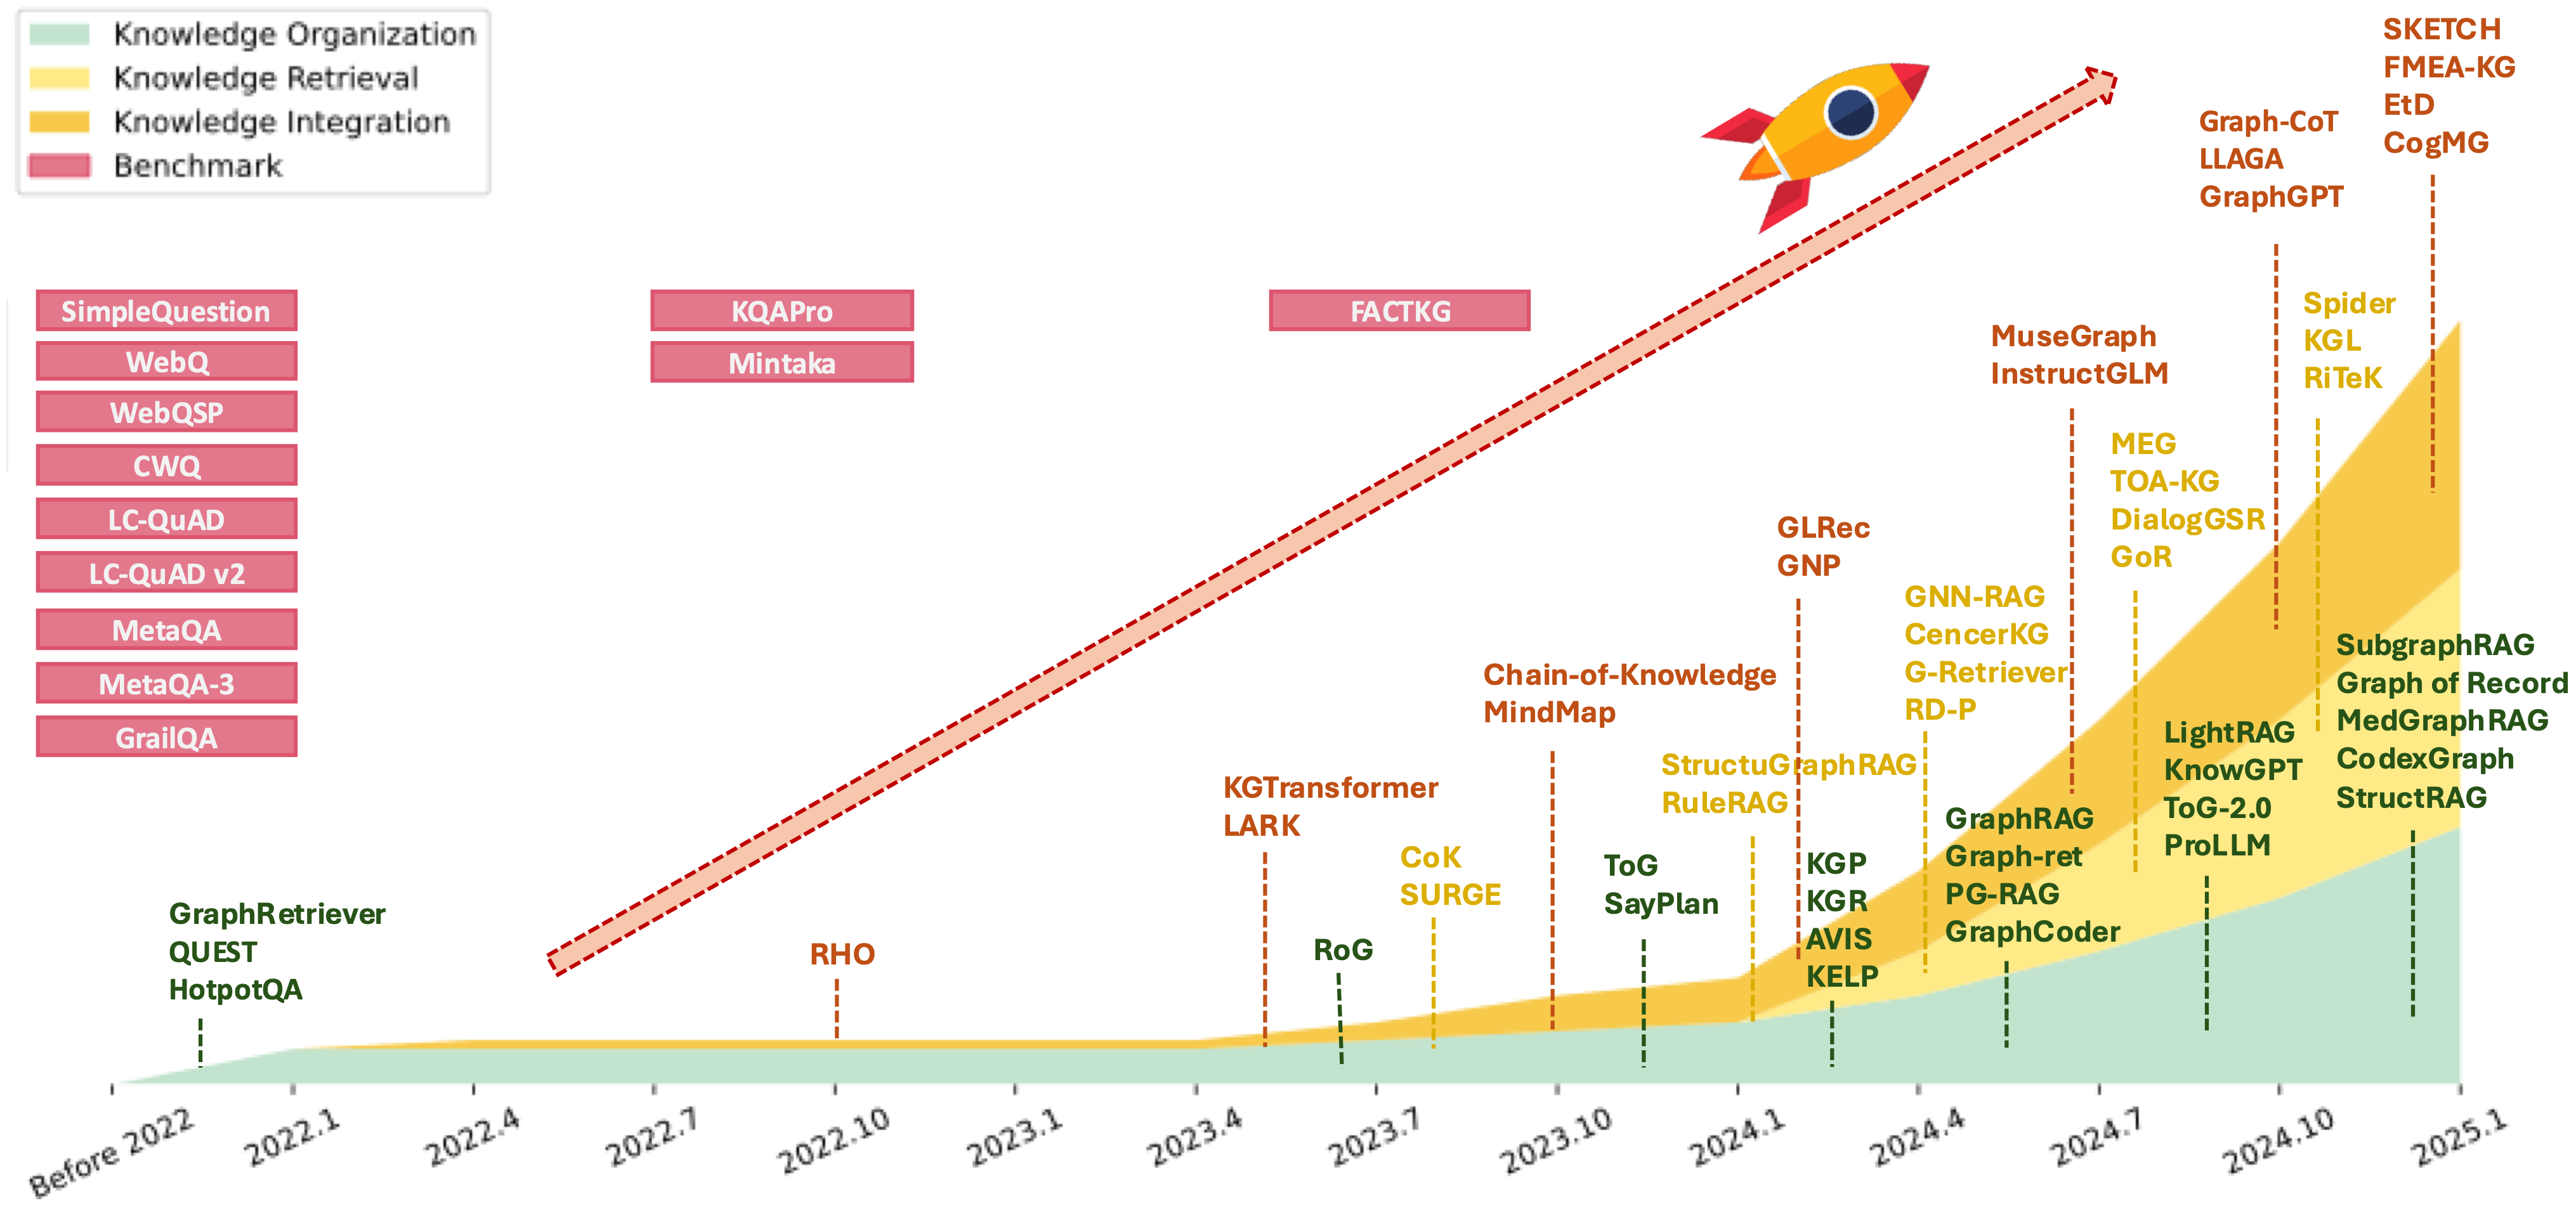 Knowledge Organization
Knowledge Retrieval
Knowledge Integration
Benchmark
SimpleQuestion
WebQ
WebQSP
CWQ
LC-QuAD
LC-QuAD v2
MetaQA
MetaQA-3
GrailQA
KQAPro
Mintaka
FACTKG
GraphRetriever
QUEST
HotpotQA
RHO
KGTransformer
LARK
RoG
CoK
SURGE
Chain-of-Knowledge
MindMap
ToG
SayPlan
StructuGraphRAG
RuleRAG
GLRec
GNP
KGP
KGR
AVIS
KELP
GNN-RAG
CencerKG
G-Retriever
RD-P
GraphRAG
Graph-ret
PG-RAG
GraphCoder
MuseGraph
InstructGLM
MEG
TOA-KG
DialogGSR
GoR
LightRAG
KnowGPT
ToG-2.0
ProLLM
Graph-CoT
LLAGA
GraphGPT
Spider
KGL
RiTeK
SKETCH
FMEA-KG
EtD
CogMG
SubgraphRAG
Graph of Record
MedGraphRAG
CodexGraph
StructRAG
Before 2022
2022.1
2022.4
2022.7
2022.10
2023.1
2023.4
2023.7
2023.10
2024.1
2024.4
2024.7
2024.10
2025.1